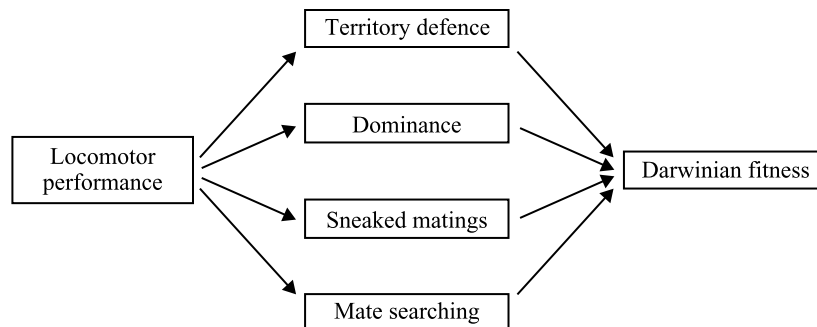 Territory defence
Dominance
Locomotor
performance
Darwinian fitness
Sneaked matings
Mate searching